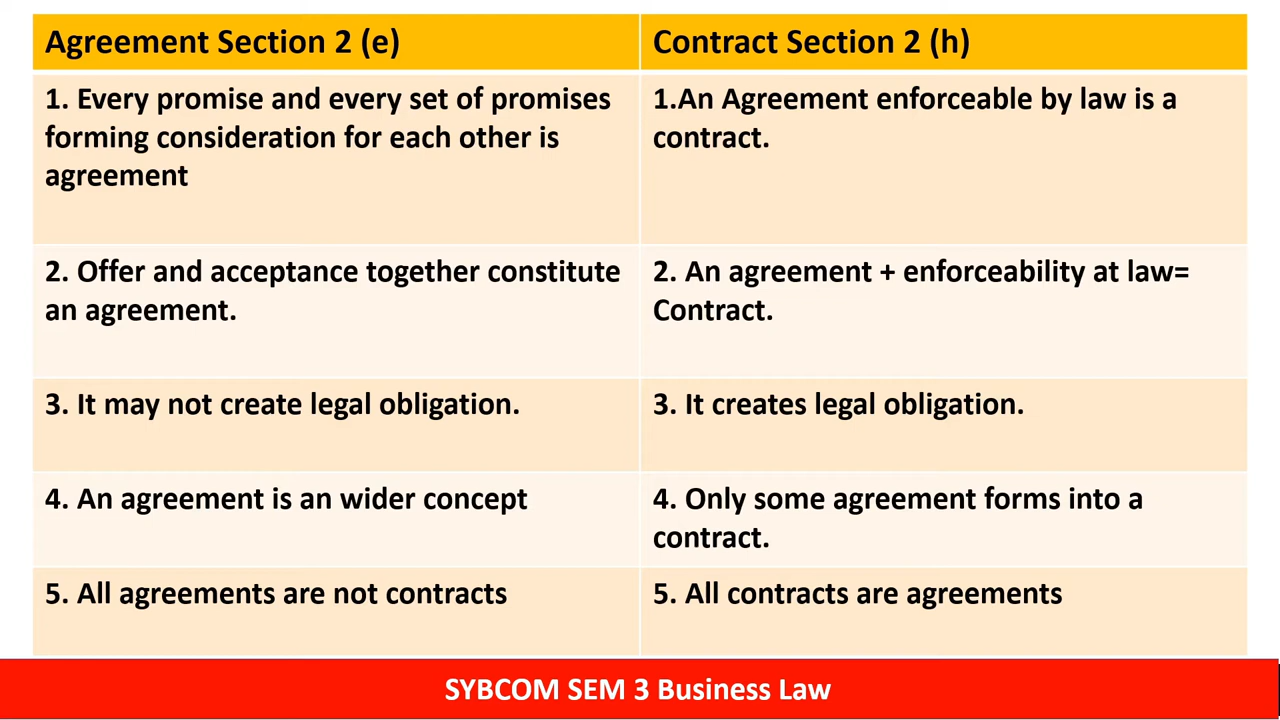 Agreement Section 2 (e)
Contract Section 2 (h)
1. Every promise and every set of promises
forming consideration for each other is
agreement
1.An Agreement enforceable by law is a
contract.
2. Offer and acceptance together constitute
an agreement.
2. An agreement + enforceability at law=
Contract.
3. It may not create legal obligation.
3. It creates legal obligation.
4. An agreement is an wider concept
4. Only some agreement forms into a
contract.
5. All agreements are not contracts
5. All contracts are agreements
SYBCOM SEM 3 Business Law